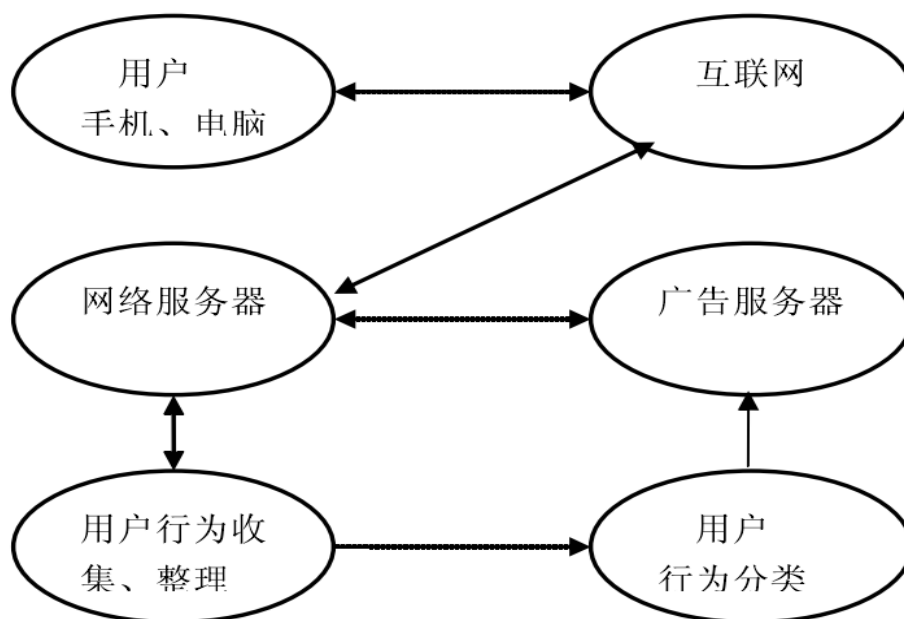 用户
手机、电脑
互联网
网络服务器
广告服务器
用户行为收
集、整理
用户
行为分类